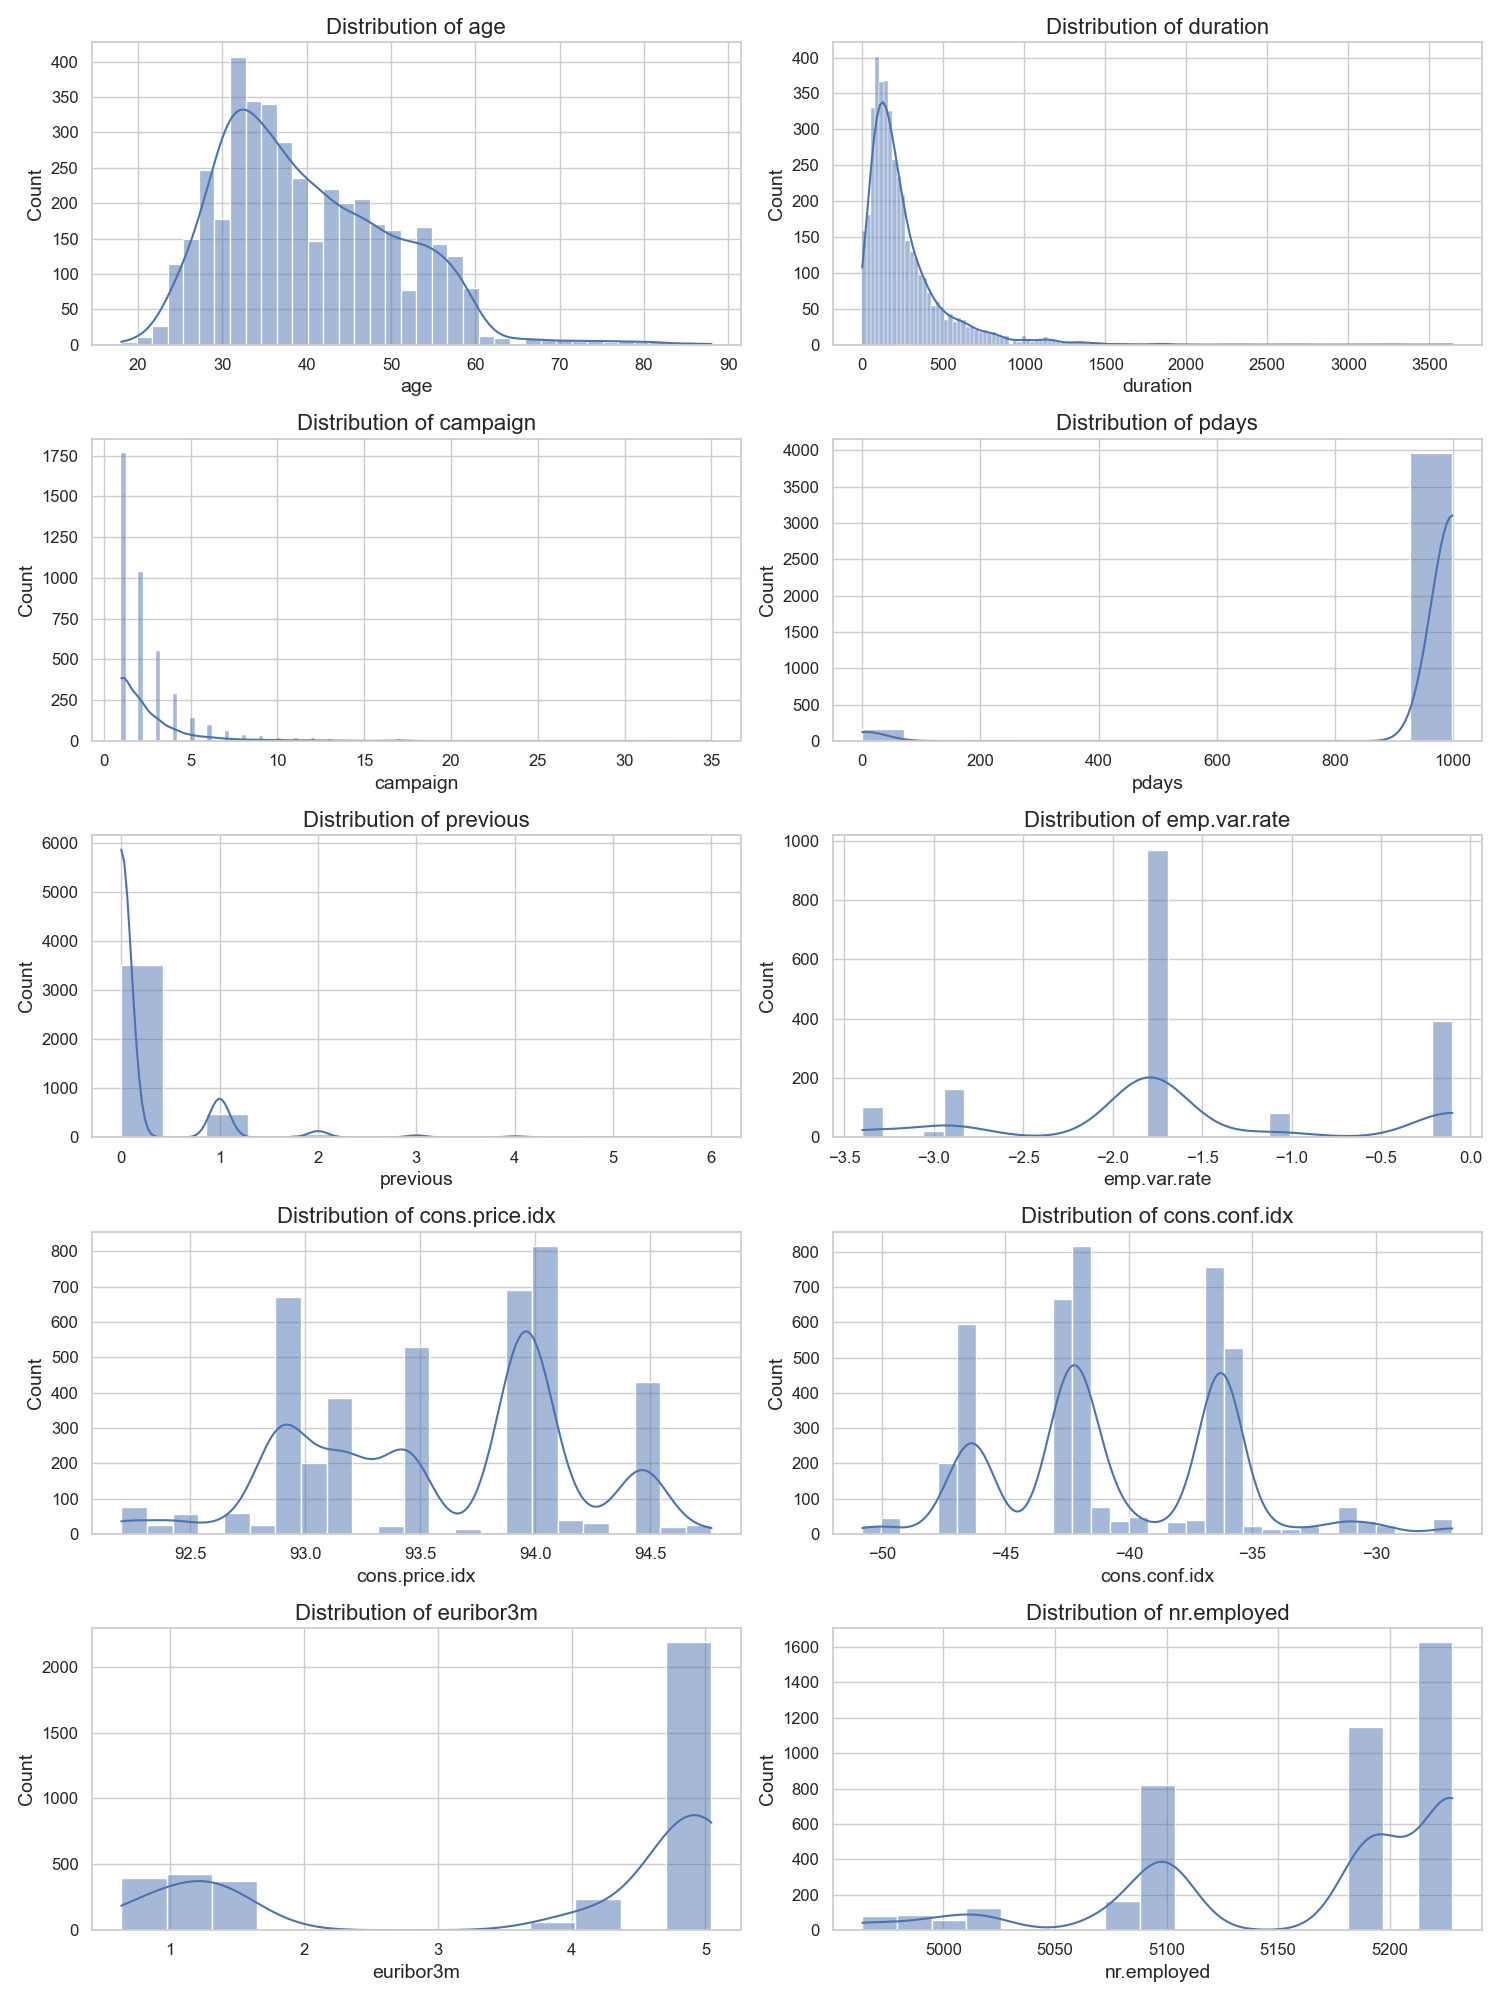 Distribution of age
Count
400
350
300
250
200
150
100
50
0
20 30 40 50 60 70 80 90
age
Distribution of duration
Count
400
350
300
250
200
150
100
50
0
0 500 1000 1500 2000 2500 3000 3500
duration
Distribution of campaign
Count
1750
1500
1250
1000
750
500
250
0
0 5 10 15 20 25 30 35
campaign
Distribution of pdays
Count
4000
3500
3000
2500
2000
1500
1000
500
0
0 200 400 600 800 1000
pdays
Distribution of previous
Count
6000
5000
4000
3000
2000
1000
0
0 1 2 3 4 5 6
previous
Distribution of emp.var.rate
Count
1000
800
600
400
200
0
−3.5 −3.0 −2.5 −2.0 −1.5 −1.0 −0.5 0.0
emp.var.rate
Distribution of cons.price.idx
Count
800
700
600
500
400
300
200
100
0
92.5 93.0 93.5 94.0 94.5
cons.price.idx
Distribution of cons.conf.idx
Count
800
700
600
500
400
300
200
100
0
−50 −45 −40 −35 −30
cons.conf.idx
Distribution of euribor3m
Count
2000
1500
1000
500
0
1 2 3 4 5
euribor3m
Distribution of nr.employed
Count
1600
1400
1200
1000
800
600
400
200
0
5000 5050 5100 5150 5200
nr.employed